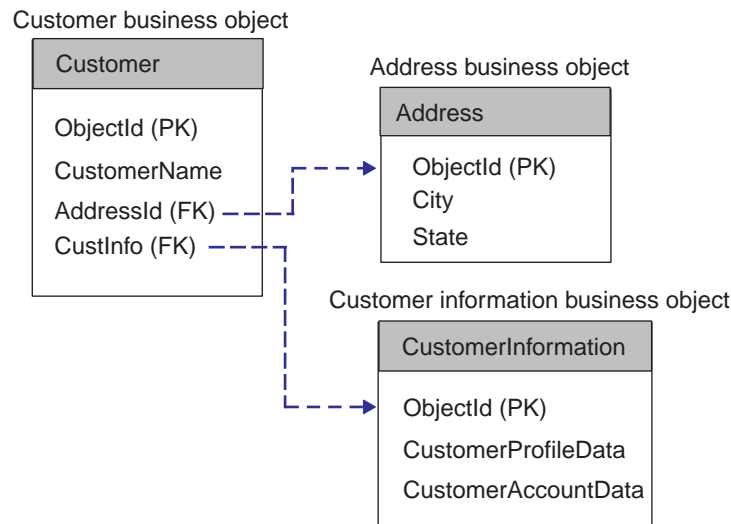 Customer business object
Customer
ObjectId (PK)
CustomerName
AddressId (FK)
CustInfo (FK)
Address business object
Address
ObjectId (PK)
City
State
Customer information business object
CustomerInformation
ObjectId (PK)
CustomerProfileData
CustomerAccountData